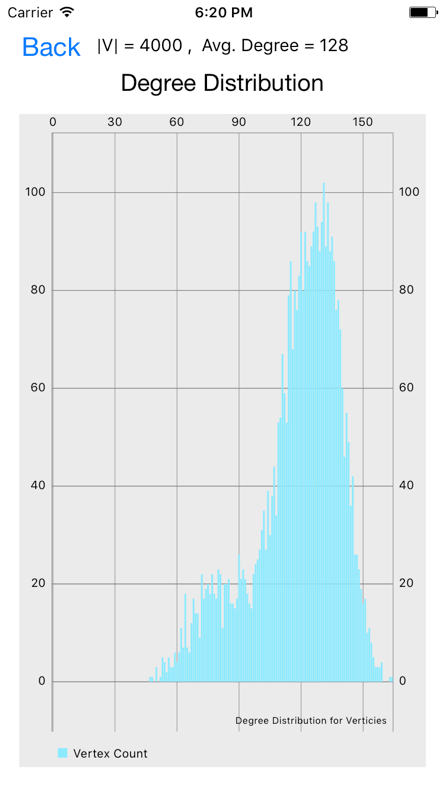 Carrier 6:20 PM
Back |V| = 4000 , Avg. Degree = 128
Degree Distribution
0 30 60 90 120 150
100 100
80 80
60 60
40 40
20 20
0 0
Degree Distribution for Verticies
Vertex Count